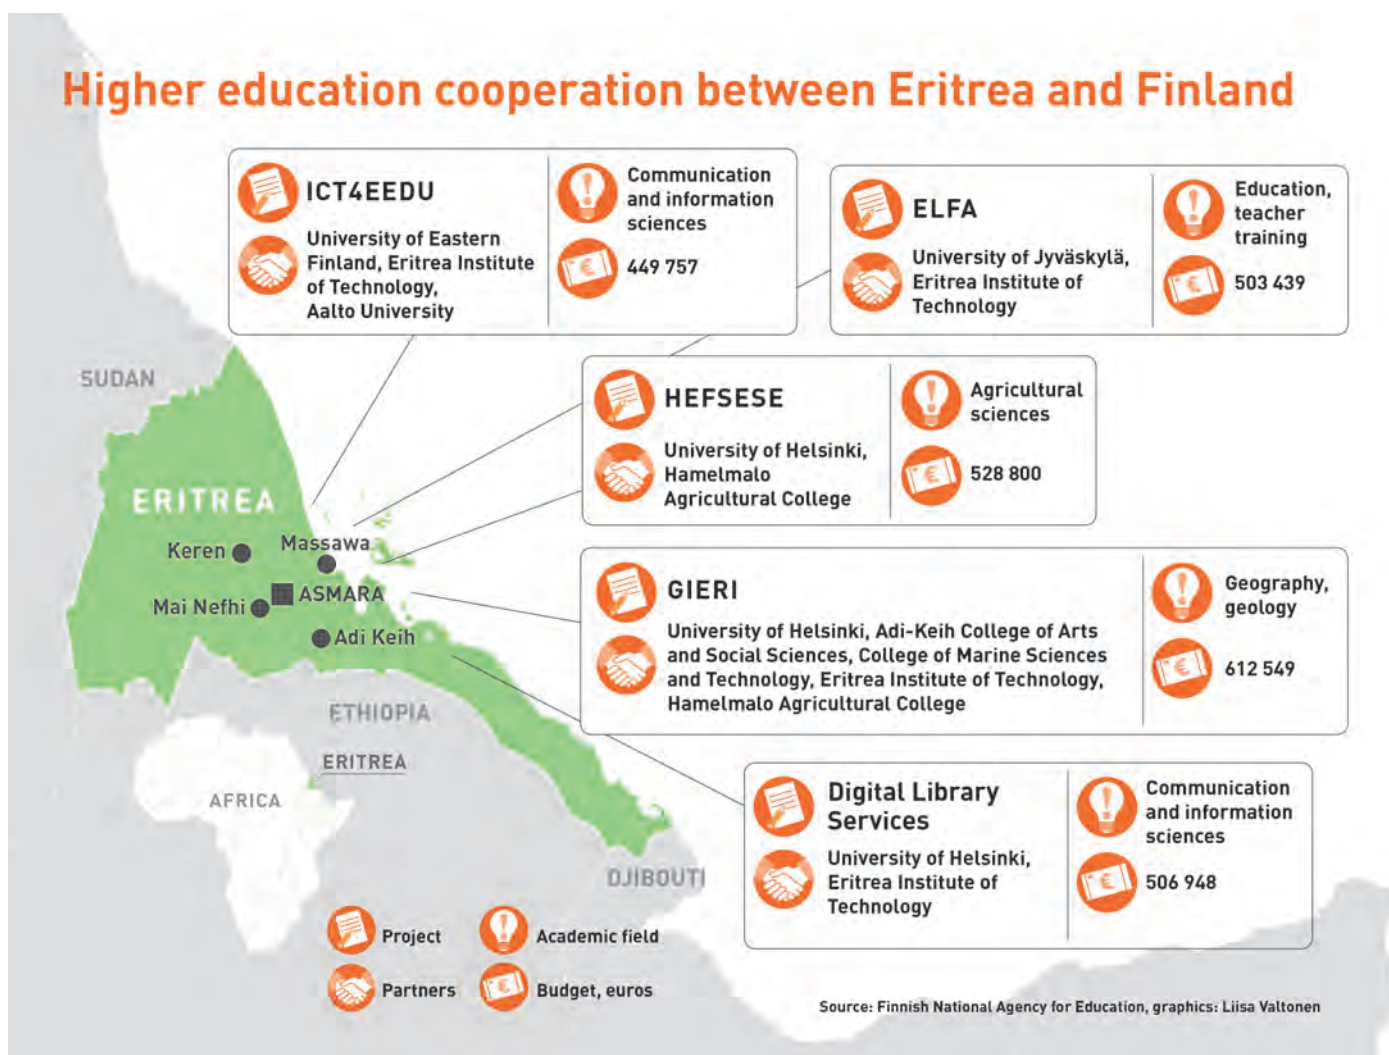 Higher education cooperation between Eritrea and Finland
ICT4EEDU
University of Eastern
Finland, Eritrea Institute
of Technology,
Aalto University
Communication
and information
sciences
449 757
ELFA
University of Jyväskylä,
Eritrea Institute of
Technology
Education,
teacher
training
503 439
HEFSESE
University of Helsinki,
Hamelmalo
Agricultural College
Agricultural
sciences
528 800
GIERI
University of Helsinki, Adi-Keih College of Arts
and Social Sciences, College of Marine Sciences
and Technology, Eritrea Institute of Technology,
Hamelmalo Agricultural College
Geography,
geology
612 549
Digital Library
Services
University of Helsinki,
Eritrea Institute of
Technology
Communication
and information
sciences
506 948
SUDAN
ERITREA
Keren
Massawa
Mai Nefhi
ASMARA
Adi Keih
ETHIOPIA
ERITREA
AFRICA
DJIBOUTI
Project
Academic field
Partners
Budget, euros
Source: Finnish National Agency for Education, graphics: Liisa Valtonen